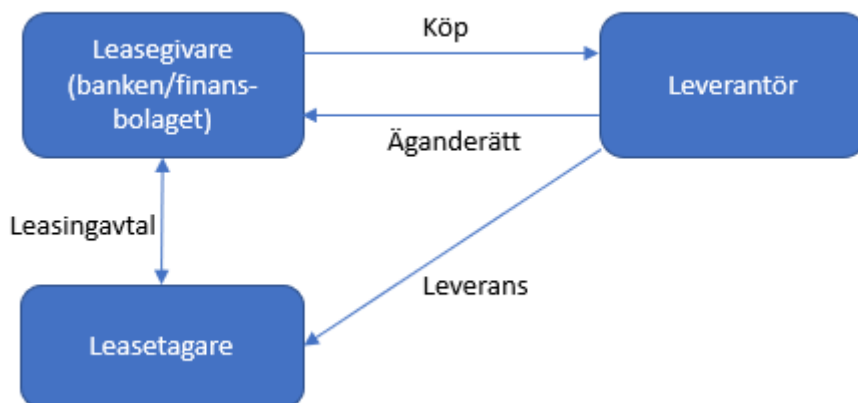 Leasegivare
(banken/finans-
bolaget)
Köp
Leverantör
Äganderätt
Leasingavtal
Leverans
Leasetagare